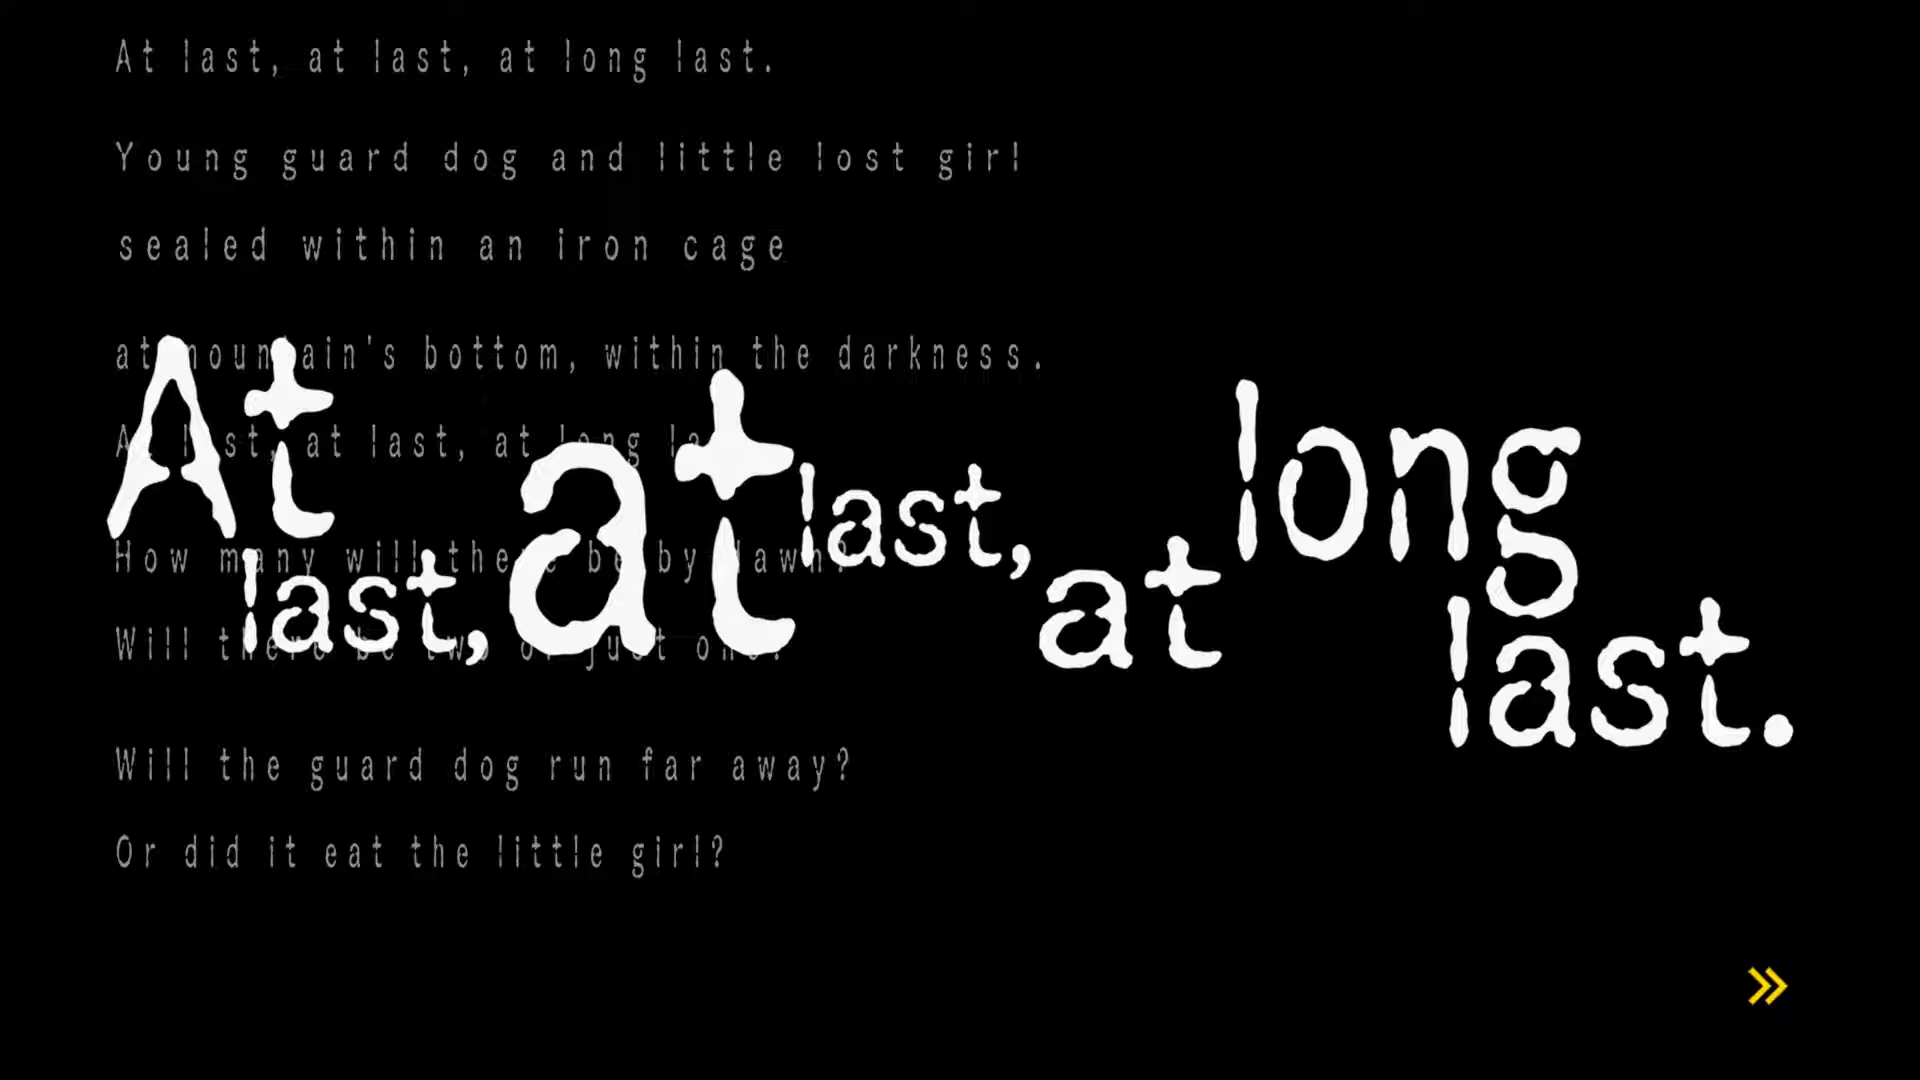 At last, at last, at long last.
Young guard dog and little lost girl
sealed within an iron cage
at mountain's bottom, within the darkness.
At last, at last, at long last.
How many will there be by dawn?
Will there be two or just one?
Will the guard dog run far away?
Or did it eat the little girl?
At last, at last, at long last.